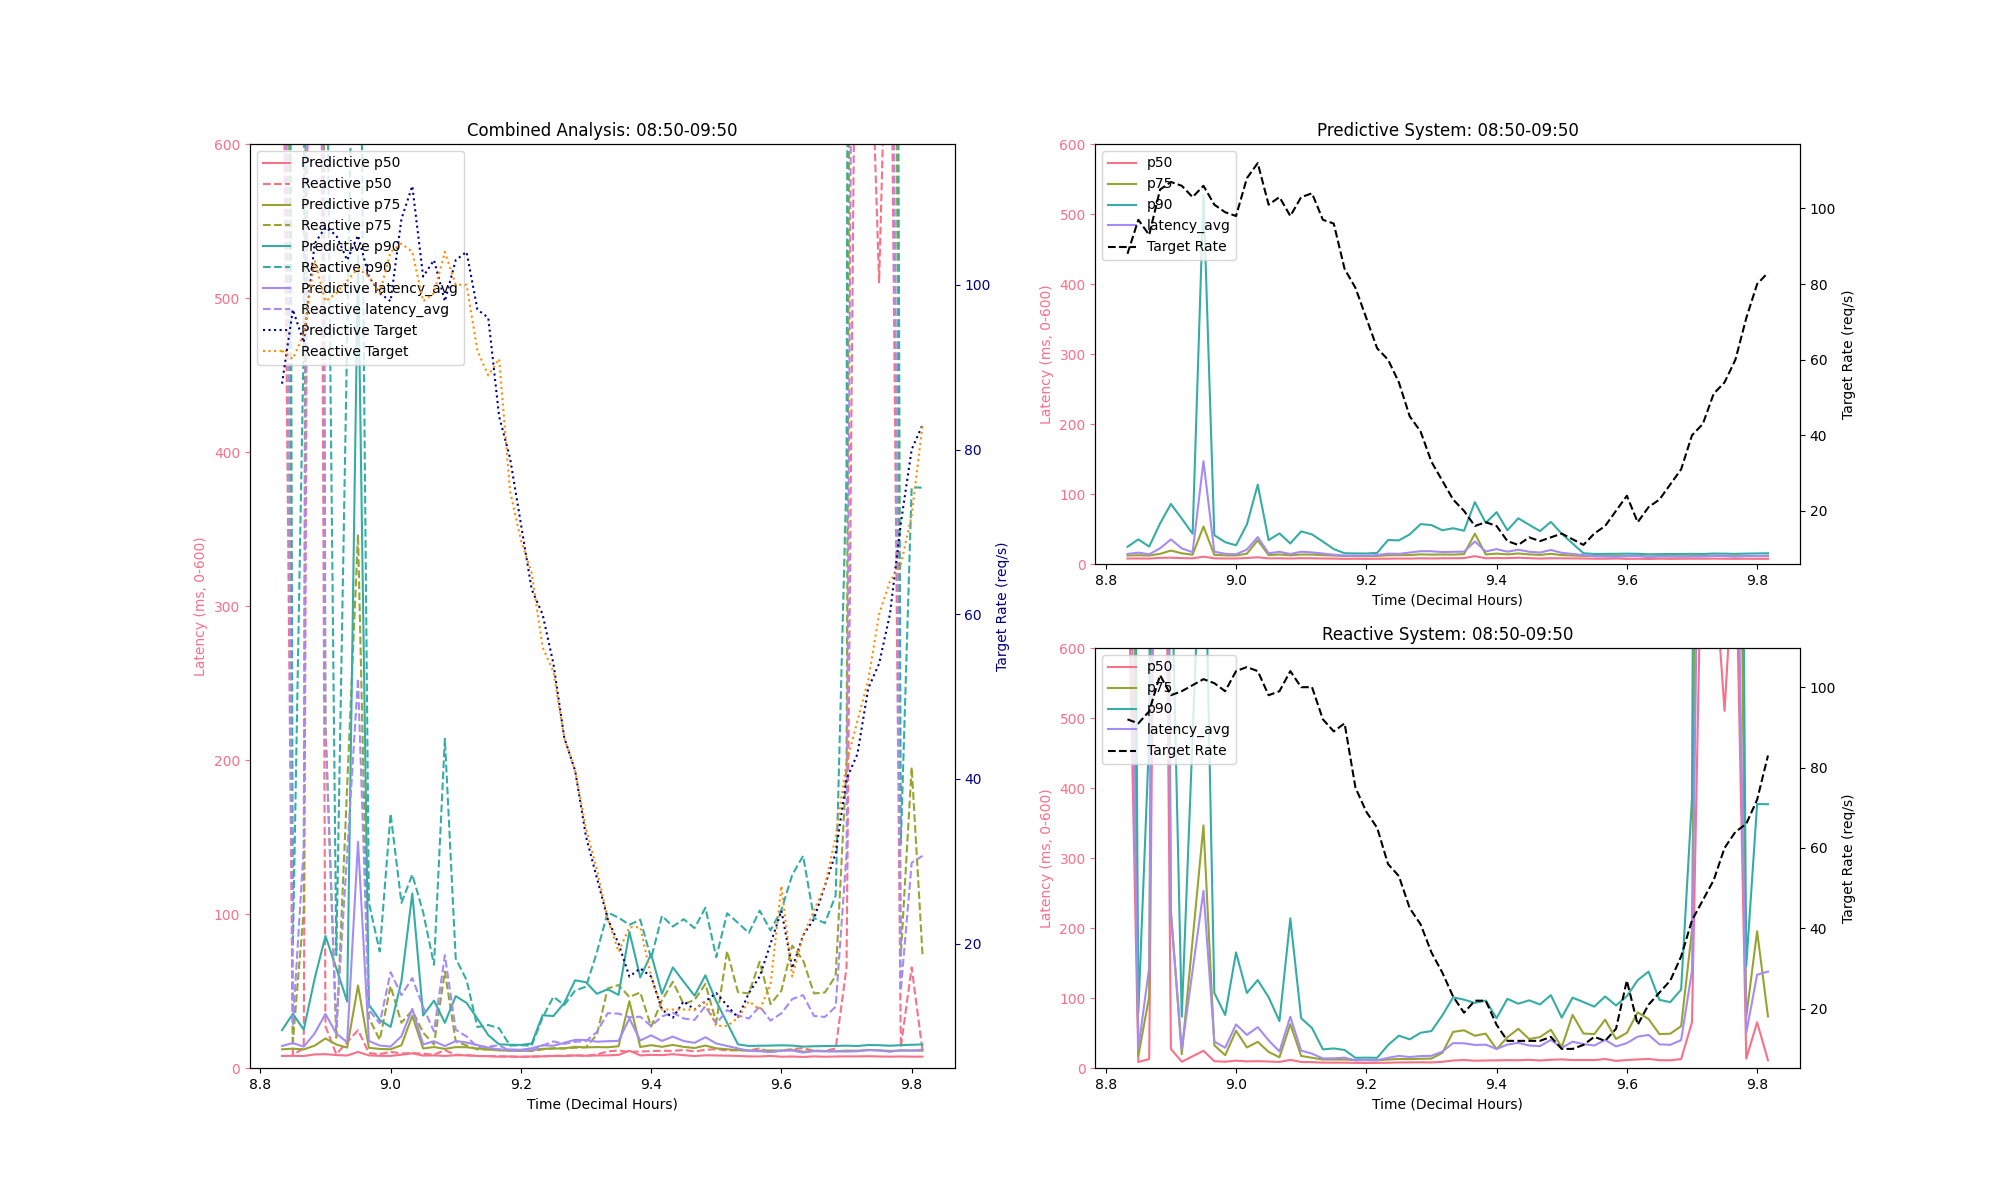 Combined Analysis: 08:50-09:50
600
500
400
300
200
100
0
Latency (ms, 0-600)
Predictive p50
Reactive p50
Predictive p75
Reactive p75
Predictive p90
Reactive p90
Predictive latency_avg
Reactive latency_avg
Predictive Target
Reactive Target
100
80
60
40
20
Target Rate (req/s)
8.8
9.0
9.2
9.4
9.6
9.8
Time (Decimal Hours)
Predictive System: 08:50-09:50
600
500
400
300
200
100
0
Latency (ms, 0-600)
p50
p75
p90
latency_avg
Target Rate
100
80
60
40
20
Target Rate (req/s)
8.8
9.0
9.2
9.4
9.6
9.8
Time (Decimal Hours)
Reactive System: 08:50-09:50
600
500
400
300
200
100
0
Latency (ms, 0-600)
p50
p75
p90
latency_avg
Target Rate
100
80
60
40
20
Target Rate (req/s)
8.8
9.0
9.2
9.4
9.6
9.8
Time (Decimal Hours)